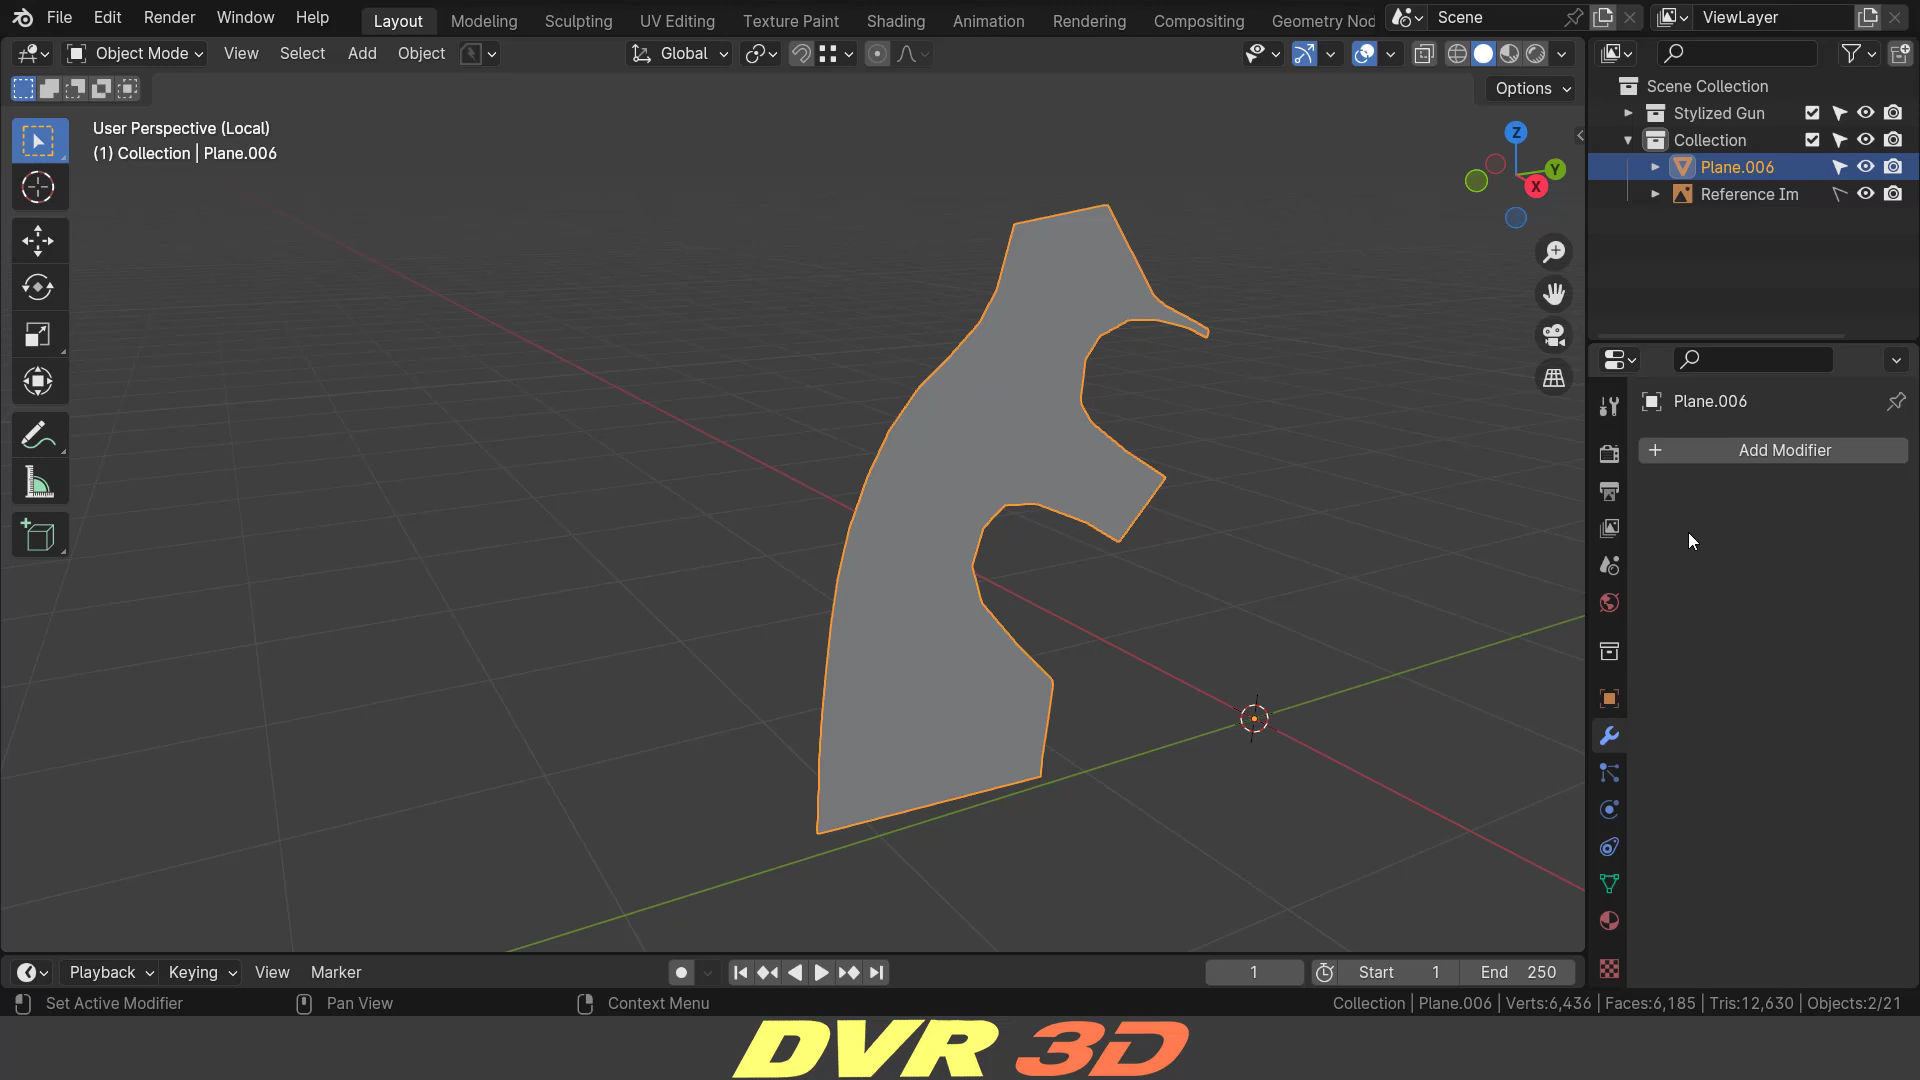 File Edit Render Window Help Layout Modeling Sculpting UV Editing Texture Paint Shading Animation Rendering Compositing Geometry Nod Scene ViewLayer
Object Mode View Select Add Object Global
Options
User Perspective (Local)
(1) Collection | Plane.006
Z
Y
X
Scene Collection
Stylized Gun
Collection
Plane.006
Reference Im
Plane.006
+ Add Modifier
Playback Keying View Marker 1 Start 1 End 250
Set Active Modifier Pan View Context Menu Collection | Plane.006 | Verts:6,436 | Faces:6,185 | Tris:12,630 | Objects:2/21
DVR 3D